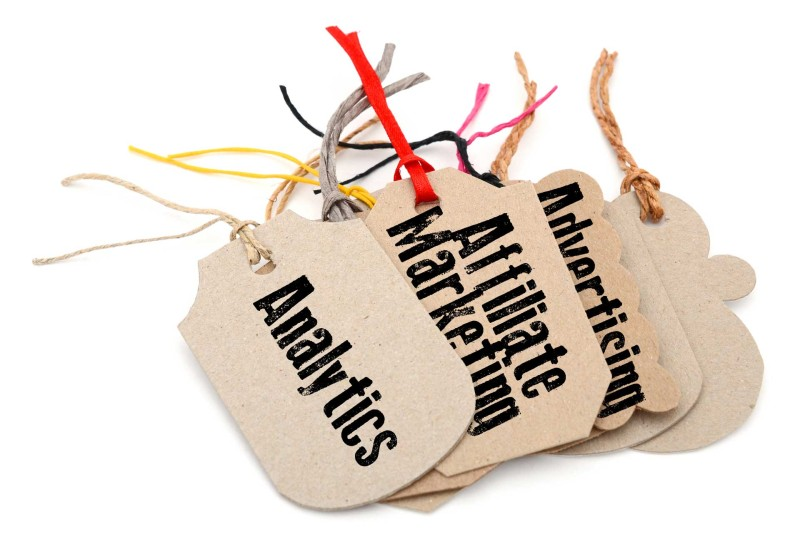 Analytics
Affiliate
Marketing
Advertising